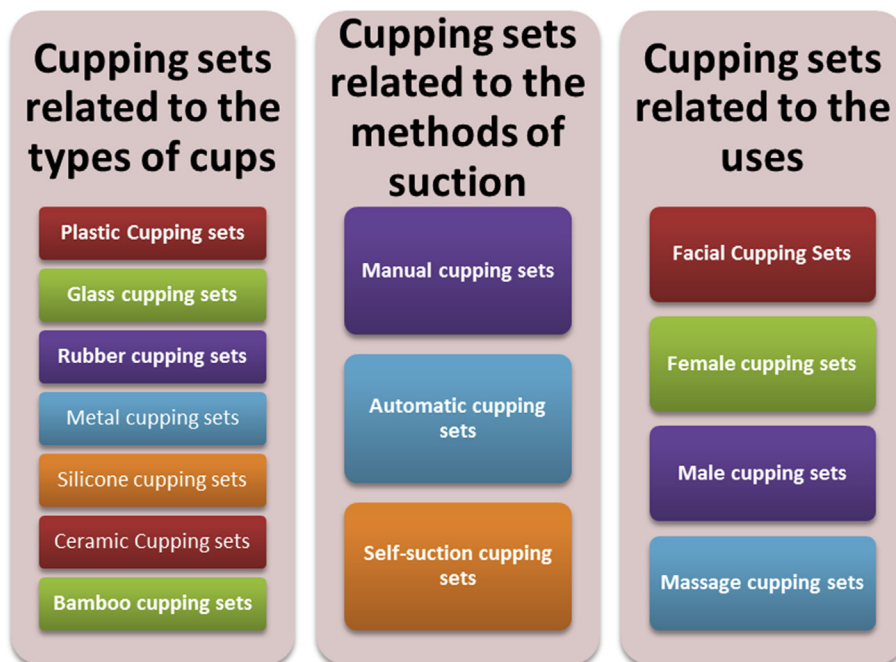 Cupping sets
related to the
types of cups
Plastic Cupping sets
Glass cupping sets
Rubber cupping sets
Metal cupping sets
Silicone cupping sets
Ceramic Cupping sets
Bamboo cupping sets
Cupping sets
related to the
methods of
suction
Manual cupping sets
Automatic cupping
sets
Self-suction cupping
sets
Cupping sets
related to the
uses
Facial Cupping Sets
Female cupping sets
Male cupping sets
Massage cupping sets